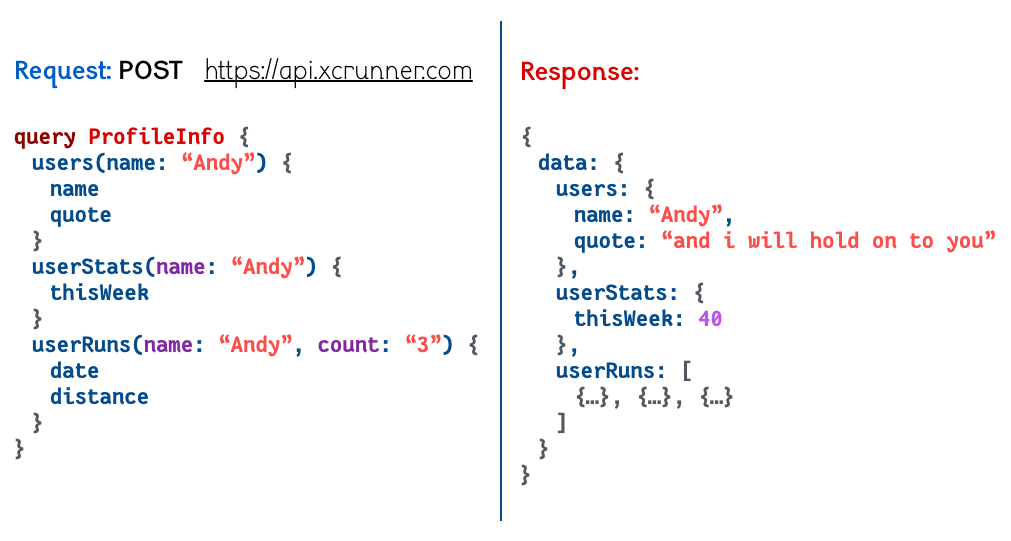 Request: POST https://api.xcrunner.com
query ProfileInfo {
users(name: “Andy”) {
name
quote
}
userStats(name: “Andy”) {
thisWeek
}
userRuns(name: “Andy”, count: “3”) {
date
distance
}
}
Response:
{
data: {
users: {
name: “Andy”,
quote: “and i will hold on to you”
},
userStats: {
thisWeek: 40
},
userRuns: [
{…}, {…}, {…}
]
}
}